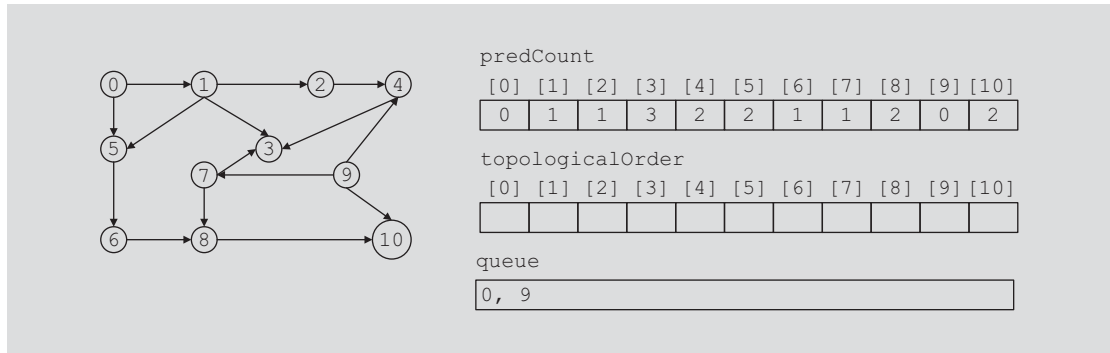 0 1 2 4
5 3
7 9
6 8 10
predCount
[0] [1] [2] [3] [4] [5] [6] [7] [8] [9] [10]
0 1 1 3 2 2 1 1 2 0 2
topologicalOrder
[0] [1] [2] [3] [4] [5] [6] [7] [8] [9] [10]
queue
0, 9